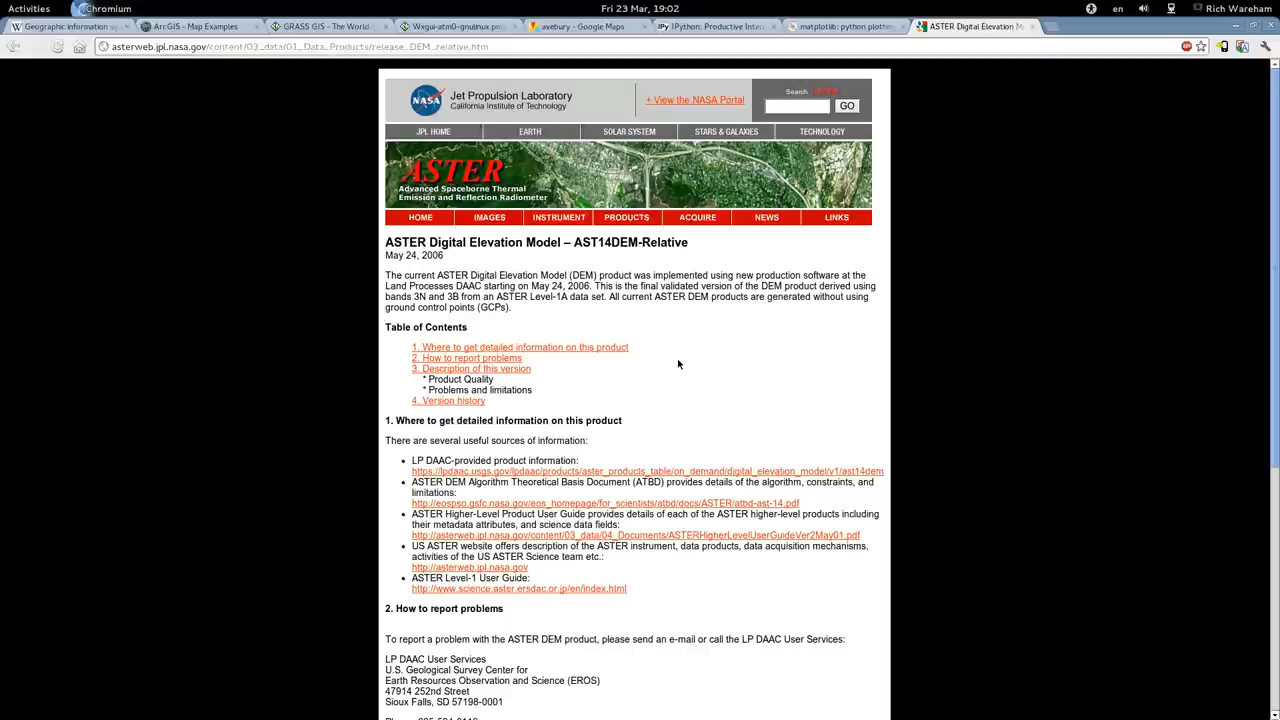 Activities Chromium Fri 23 Mar, 19:02 en Rich Wareham
Geographic information sy ArcGIS - Map Examples GRASS GIS - The World Wxgui-atm0-gnulinux.pn avebury - Google Maps IPython: Productive Inter matplotlib: python plottin ASTER Digital Elevation M
asterweb.jpl.nasa.gov/content/03_data/01_Data_Products/release_DEM_relative.htm
NASA Jet Propulsion Laboratory
California Institute of Technology
+ View the NASA Portal
Search
GO
JPL HOME EARTH SOLAR SYSTEM STARS & GALAXIES TECHNOLOGY
ASTER
Advanced Spaceborne Thermal
Emission and Reflection Radiometer
HOME IMAGES INSTRUMENT PRODUCTS ACQUIRE NEWS LINKS
ASTER Digital Elevation Model – AST14DEM-Relative
May 24, 2006
The current ASTER Digital Elevation Model (DEM) product was implemented using new production software at the
Land Processes DAAC starting on May 24, 2006. This is the final validated version of the DEM product derived using
bands 3N and 3B from an ASTER Level-1A data set. All current ASTER DEM products are generated without using
ground control points (GCPs).
Table of Contents
1. Where to get detailed information on this product
2. How to report problems
3. Description of this version
* Product Quality
* Problems and limitations
4. Version history
1. Where to get detailed information on this product
There are several useful sources of information:
• LP DAAC-provided product information:
https://lpdaac.usgs.gov/lpdaac/products/aster_products_table/on_demand/digital_elevation_model/v1/ast14dem
• ASTER DEM Algorithm Theoretical Basis Document (ATBD) provides details of the algorithm, constraints, and
limitations:
http://eospso.gsfc.nasa.gov/eos_homepage/for_scientists/atbd/docs/ASTER/atbd-ast-14.pdf
• ASTER Higher-Level Product User Guide provides details of each of the ASTER higher-level products including
their metadata attributes, and science data fields:
http://asterweb.jpl.nasa.gov/content/03_data/04_Documents/ASTERHigherLevelUserGuideVer2May01.pdf
• US ASTER website offers description of the ASTER instrument, data products, data acquisition mechanisms,
activities of the US ASTER Science team etc.:
http://asterweb.jpl.nasa.gov
• ASTER Level-1 User Guide:
http://www.science.aster.ersdac.or.jp/en/index.html
2. How to report problems
To report a problem with the ASTER DEM product, please send an e-mail or call the LP DAAC User Services:
LP DAAC User Services
U.S. Geological Survey Center for
Earth Resources Observation and Science (EROS)
47914 252nd Street
Sioux Falls, SD 57198-0001